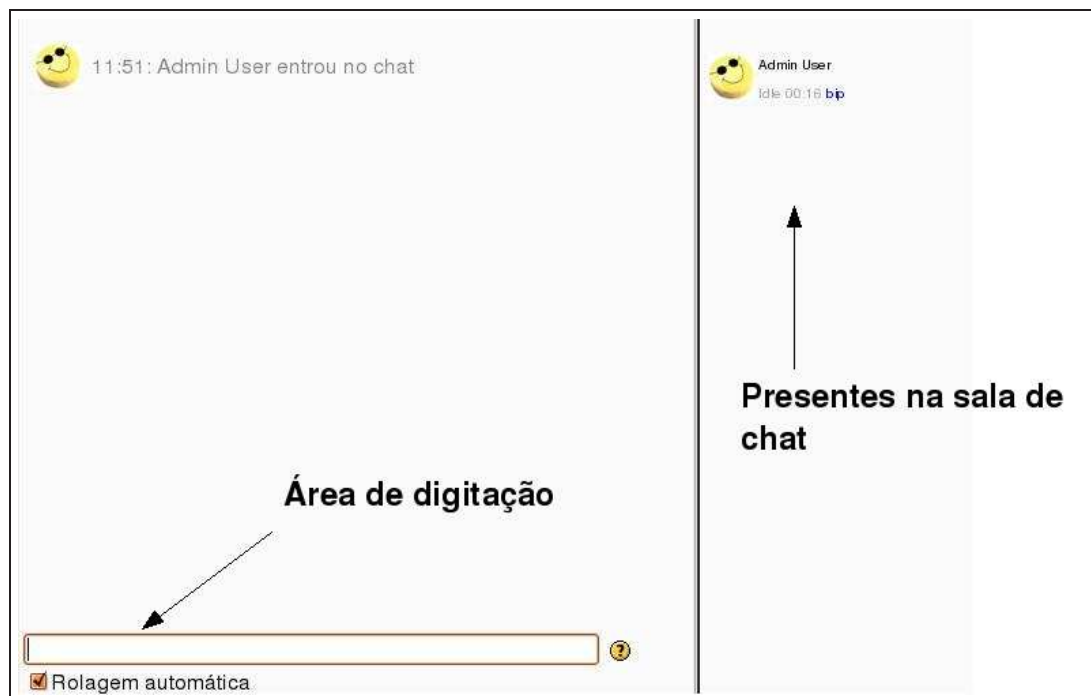 11:51: Admin User entrou no chat
Admin User
Idle 00:16 bip
Presentes na sala de
chat
Área de digitação
?
Rolagem automática